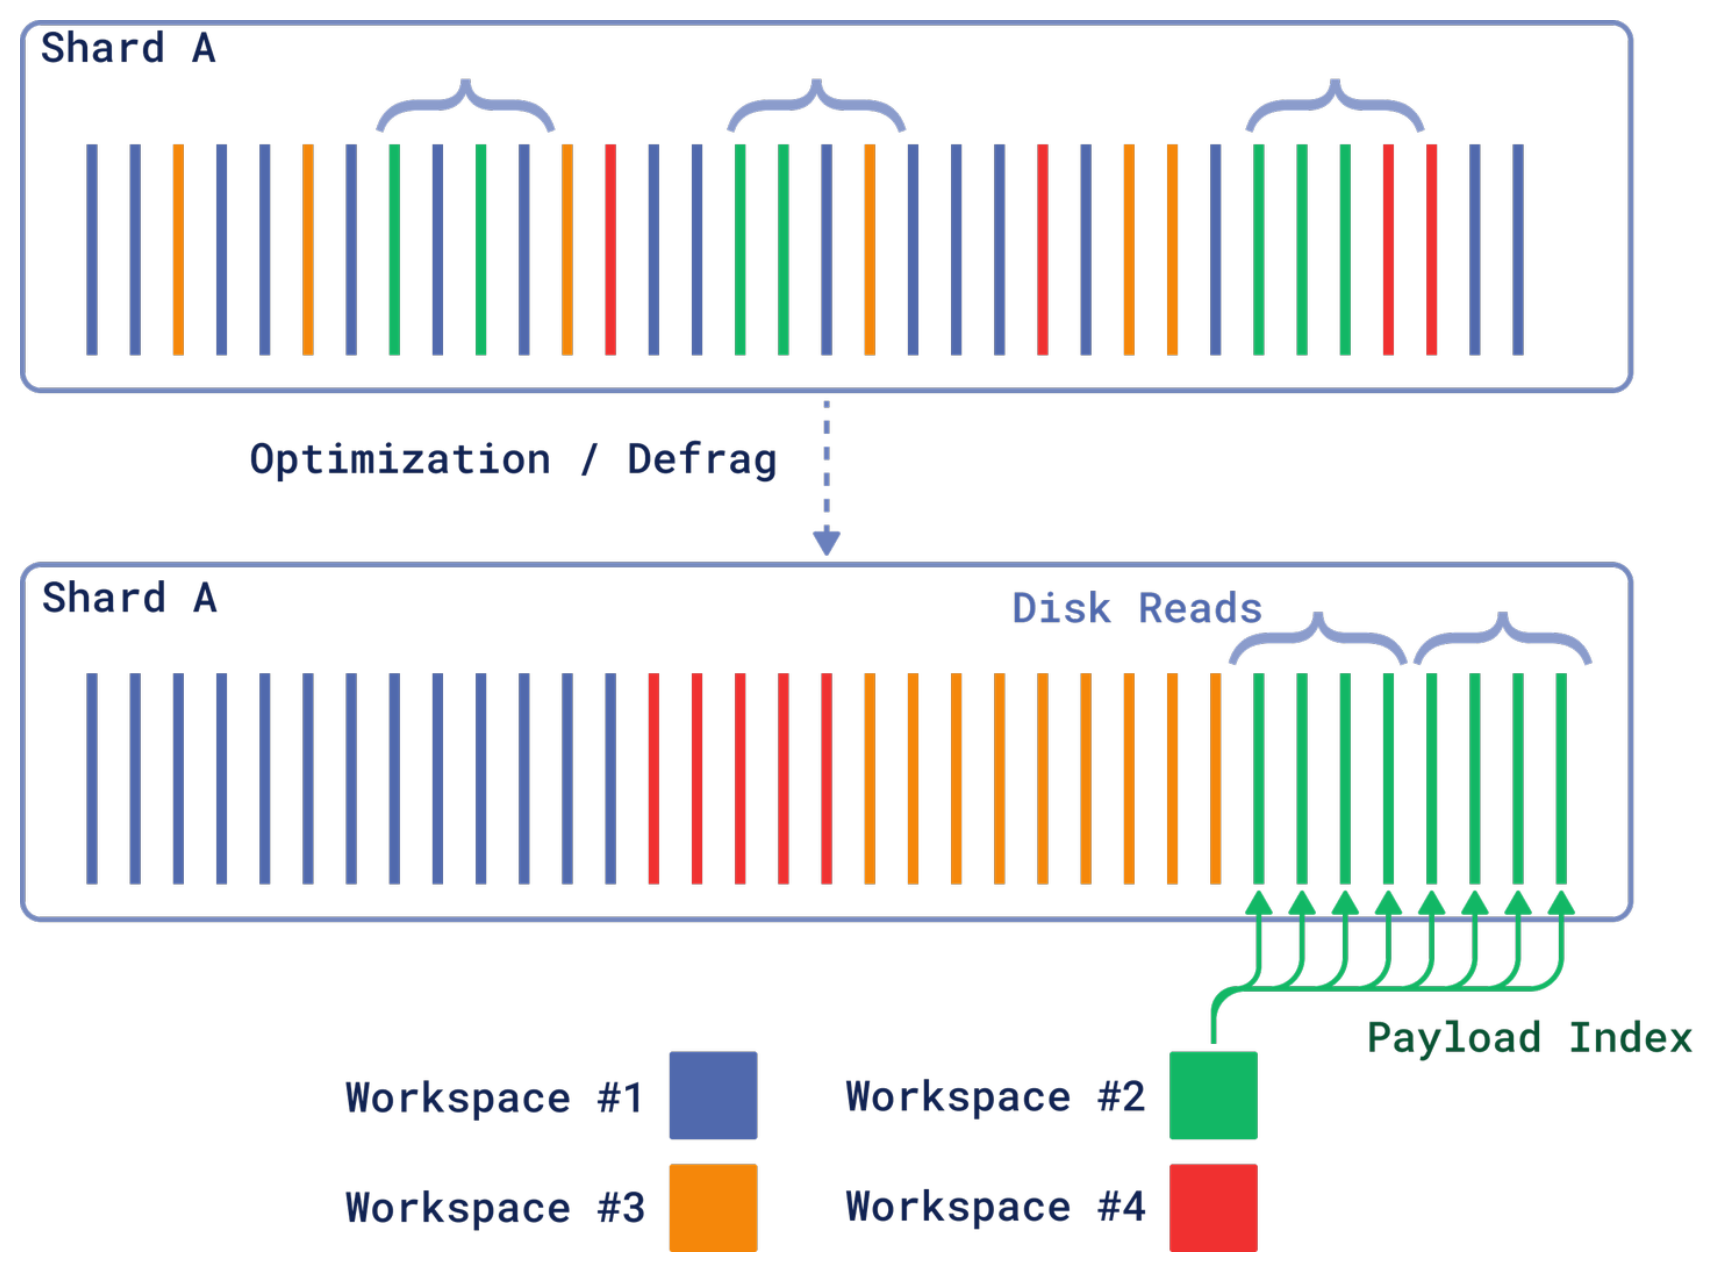 Shard A
Optimization / Defrag
Shard A
Disk Reads
Payload Index
Workspace #1
Workspace #2
Workspace #3
Workspace #4